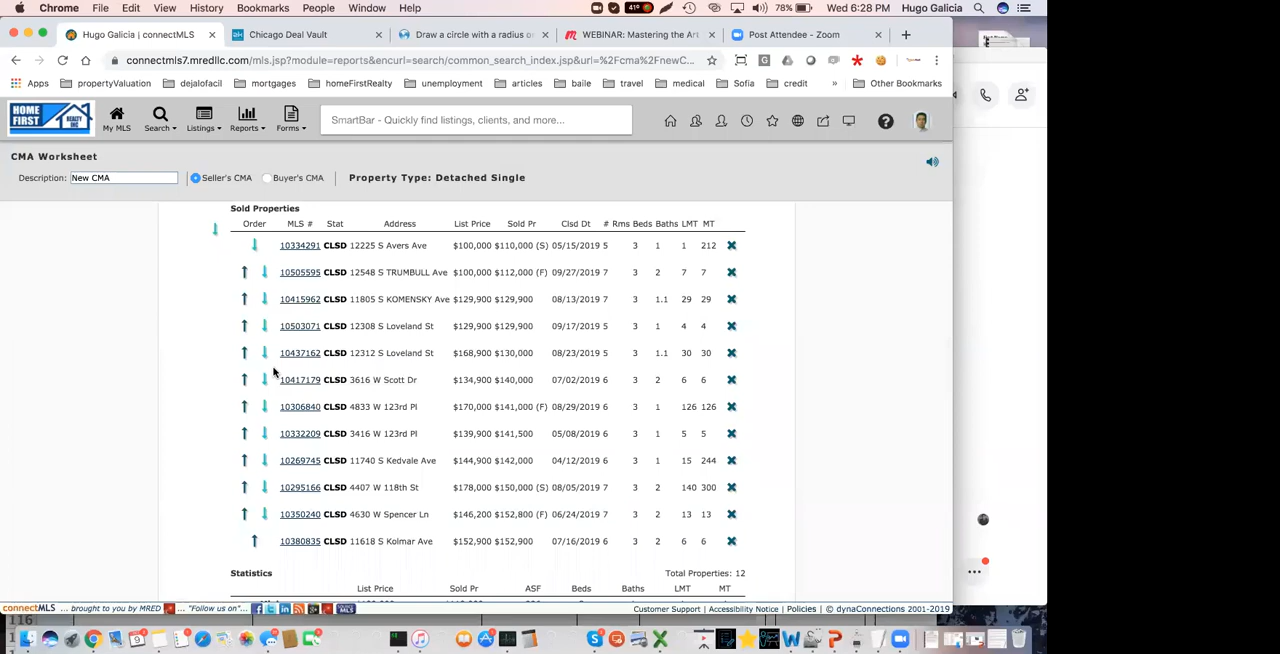 Chrome File Edit View History Bookmarks People Window Help 41° 78% Wed 6:28 PM Hugo Galicia
Hugo Galicia | connectMLS Chicago Deal Vault Draw a circle with a radius o WEBINAR: Mastering the Ar Post Attendee - Zoom
connectmls7.mredllc.com/mls.jsp?module=reports&encurl=search/common_search_index.jsp&url=%2Fcma%2FnewC...
Apps propertyValuation dejalofacil mortgages homeFirstRealty unemployment articles baile travel medical Sofia credit » Other Bookmarks
HOME FIRST REALTY INC
My MLS Search Listings Reports Forms SmartBar - Quickly find listings, clients, and more...
CMA Worksheet
Description: New CMA Seller's CMA Buyer's CMA Property Type: Detached Single
Sold Properties
Order MLS # Stat Address List Price Sold Pr Clsd Dt # Rms Beds Baths LMT MT
10334291 CLSD 12225 S Avers Ave $100,000 $110,000 (S) 05/15/2019 5 3 1 1 212
10505595 CLSD 12548 S TRUMBULL Ave $100,000 $112,000 (F) 09/27/2019 7 3 2 7 7
10415962 CLSD 11805 S KOMENSKY Ave $129,900 $129,900 08/13/2019 7 3 1.1 29 29
10503071 CLSD 12308 S Loveland St $129,900 $129,900 09/17/2019 5 3 1 4 4
10437162 CLSD 12312 S Loveland St $168,900 $130,000 08/23/2019 5 3 1.1 30 30
10417179 CLSD 3616 W Scott Dr $134,900 $140,000 07/02/2019 6 3 2 6 6
10306840 CLSD 4833 W 123rd Pl $170,000 $141,000 (F) 08/29/2019 6 3 1 126 126
10332209 CLSD 3416 W 123rd Pl $139,900 $141,500 05/08/2019 6 3 1 5 5
10269745 CLSD 11740 S Kedvale Ave $144,900 $142,000 04/12/2019 6 3 1 15 244
10295166 CLSD 4407 W 118th St $178,000 $150,000 (S) 08/05/2019 7 3 2 140 300
10350240 CLSD 4630 W Spencer Ln $146,200 $152,800 (F) 06/24/2019 7 3 2 13 13
10380835 CLSD 11618 S Kolmar Ave $152,900 $152,900 07/16/2019 6 3 2 6 6
Statistics Total Properties: 12
List Price Sold Pr ASF Beds Baths LMT MT
connectMLS ... brought to you by MRED ... "Follow us on"... Customer Support | Accessibility Notice | Policies | © dynaConnections 2001-2019
116